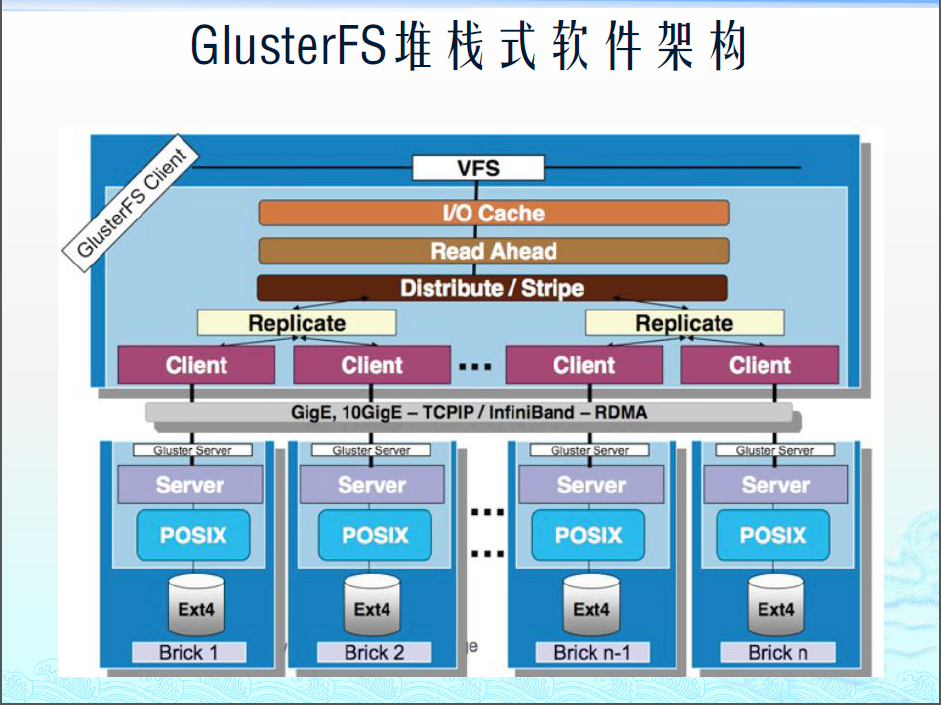 GlusterFS堆栈式软件架构
GlusterFS Client
VFS
I/O Cache
Read Ahead
Distribute / Stripe
Replicate Replicate
Client Client ... Client Client
GigE, 10GigE – TCPIP / InfiniBand – RDMA
Gluster Server Gluster Server Gluster Server Gluster Server
Server Server Server Server
...
POSIX POSIX POSIX POSIX
...
Ext4 Ext4 Ext4 Ext4
Brick 1 Brick 2 Brick n-1 Brick n